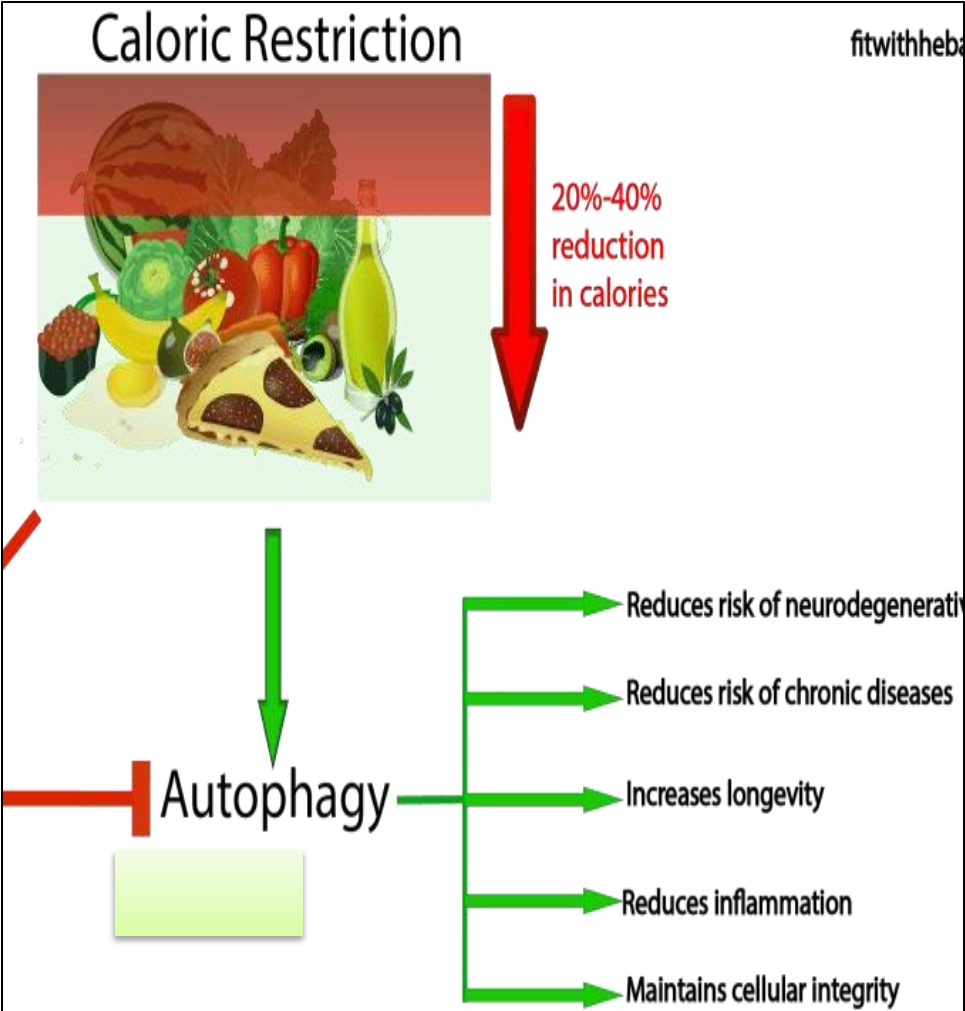 Caloric Restriction
fitwithheba
20%-40%
reduction
in calories
Reduces risk of neurodegenerativ
Reduces risk of chronic diseases
Increases longevity
Autophagy
Reduces inflammation
Maintains cellular integrity